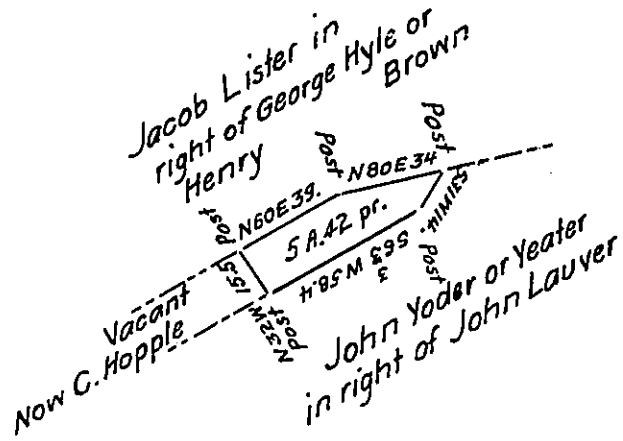 Jacob Lister in
right of George Hyle or
Henry Brown
Post
Post
N80E34
Post
N60E39.
5 A. 42 pr.
S31W14.
15.5
S63 W58.4
Post
N32W
Post
Vacant
Now C. Hopple
John Yoder or Yeater
in right of John Lauver